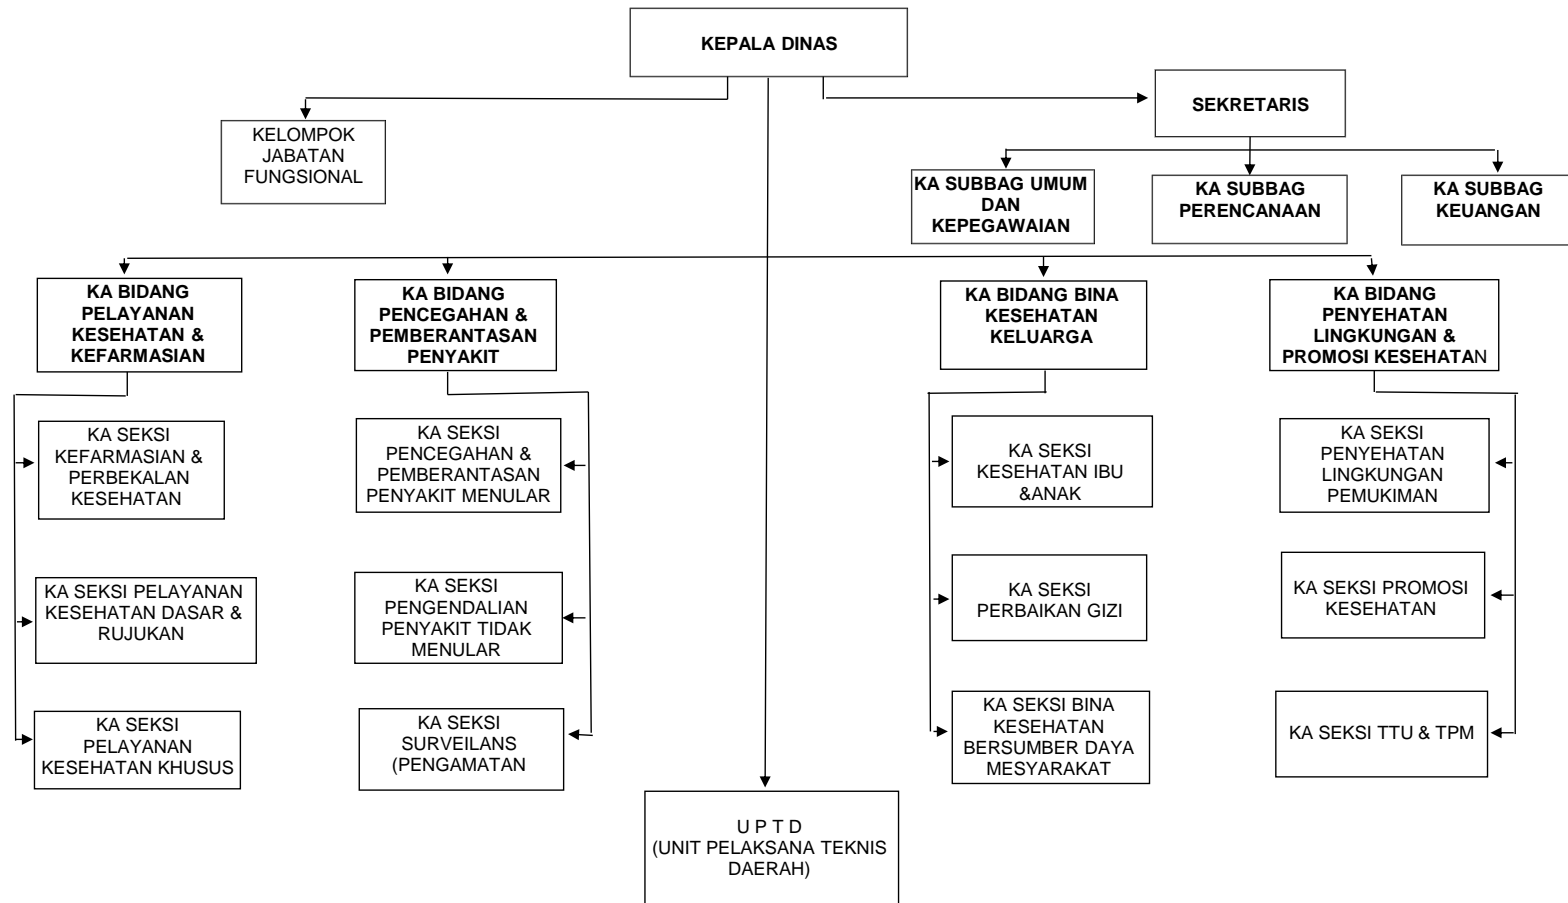 KEPALA DINAS
SEKRETARIS
KELOMPOK
JABATAN
FUNGSIONAL
KA SUBBAG UMUM
DAN
KEPEGAWAIAN
KA SUBBAG
PERENCANAAN
KA SUBBAG
KEUANGAN
KA BIDANG
PELAYANAN
KESEHATAN &
KEFARMASIAN
KA BIDANG
PENCEGAHAN &
PEMBERANTASAN
PENYAKIT
KA BIDANG BINA
KESEHATAN
KELUARGA
KA BIDANG
PENYEHATAN
LINGKUNGAN &
PROMOSI KESEHATAN
KA SEKSI
KEFARMASIAN &
PERBEKALAN
KESEHATAN
KA SEKSI
PENCEGAHAN &
PEMBERANTASAN
PENYAKIT MENULAR
KA SEKSI
KESEHATAN IBU
&ANAK
KA SEKSI
PENYEHATAN
LINGKUNGAN
PEMUKIMAN
KA SEKSI PELAYANAN
KESEHATAN DASAR &
RUJUKAN
KA SEKSI
PENGENDALIAN
PENYAKIT TIDAK
MENULAR
KA SEKSI
PERBAIKAN GIZI
KA SEKSI PROMOSI
KESEHATAN
KA SEKSI
PELAYANAN
KESEHATAN KHUSUS
KA SEKSI
SURVEILANS
(PENGAMATAN
KA SEKSI BINA
KESEHATAN
BERSUMBER DAYA
MESYARAKAT
KA SEKSI TTU & TPM
U P T D
(UNIT PELAKSANA TEKNIS
DAERAH)